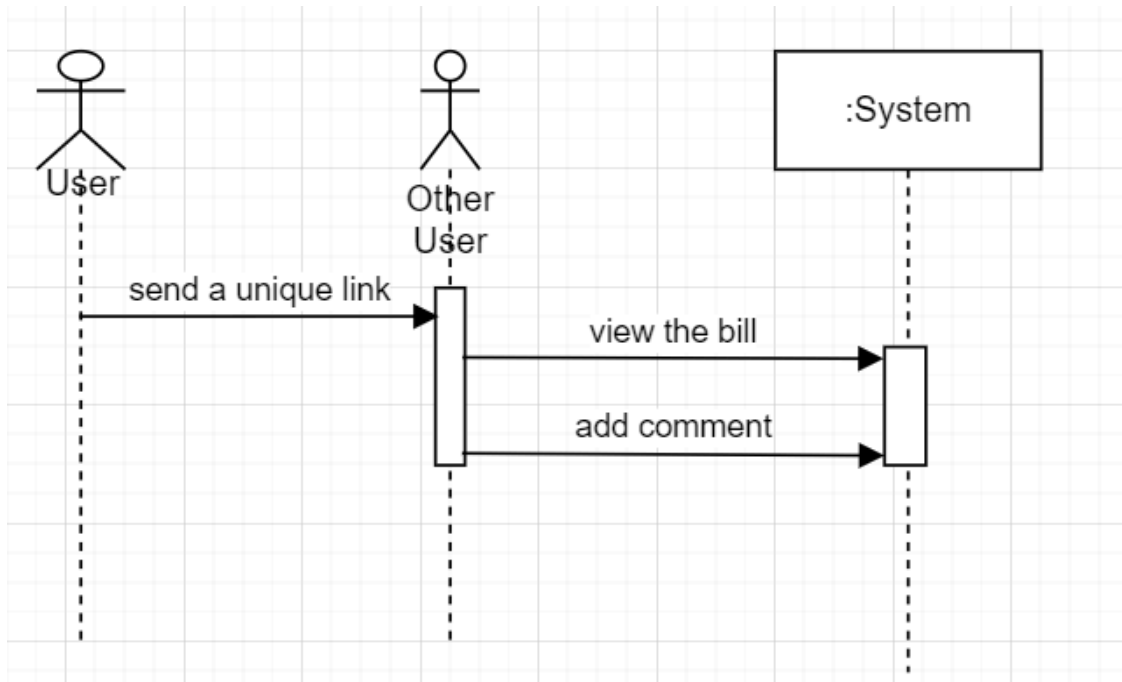 User
Other
User
:System
send a unique link
view the bill
add comment